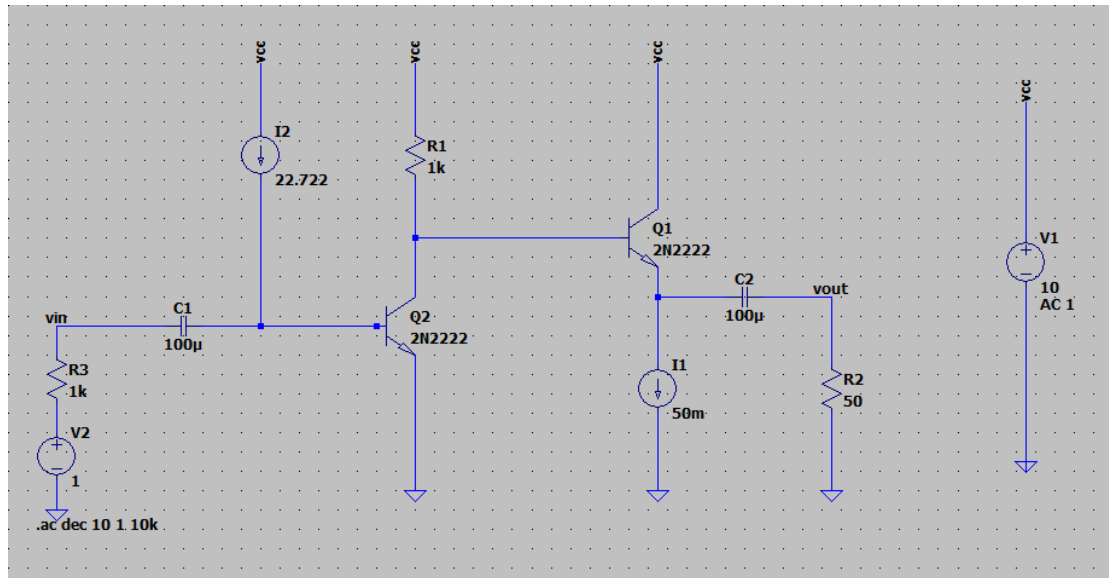 vcc
vcc
vcc
vcc
I2
22.722
R1
1k
Q1
2N2222
V1
10
AC 1
C2
100µ
vout
vin
C1
100µ
Q2
2N2222
R3
1k
I1
50m
R2
50
V2
1
.ac dec 10 1 10k